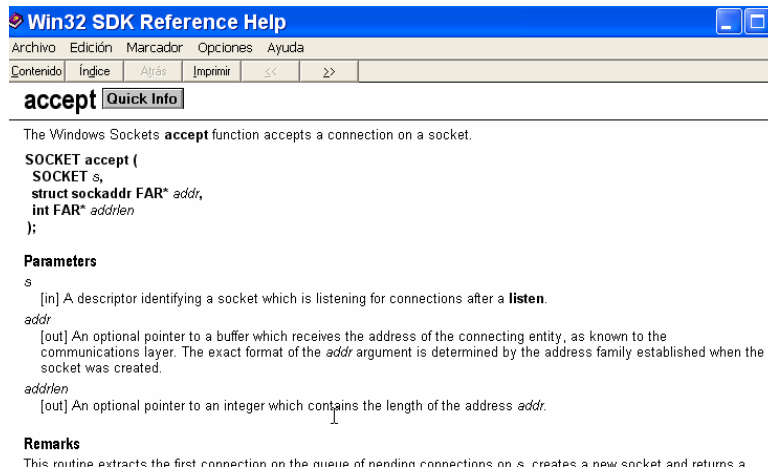 Win32 SDK Reference Help
Archivo Edición Marcador Opciones Ayuda
Contenido Índice Atrás Imprimir << >>
accept Quick Info
The Windows Sockets accept function accepts a connection on a socket.
SOCKET accept (
SOCKET s,
struct sockaddr FAR* addr,
int FAR* addrlen
);
Parameters
s
[in] A descriptor identifying a socket which is listening for connections after a listen.
addr
[out] An optional pointer to a buffer which receives the address of the connecting entity, as known to the
communications layer. The exact format of the addr argument is determined by the address family established when the
socket was created.
addrlen
[out] An optional pointer to an integer which contains the length of the address addr.
Remarks
This routine extracts the first connection on the queue of pending connections on s, creates a new socket and returns a